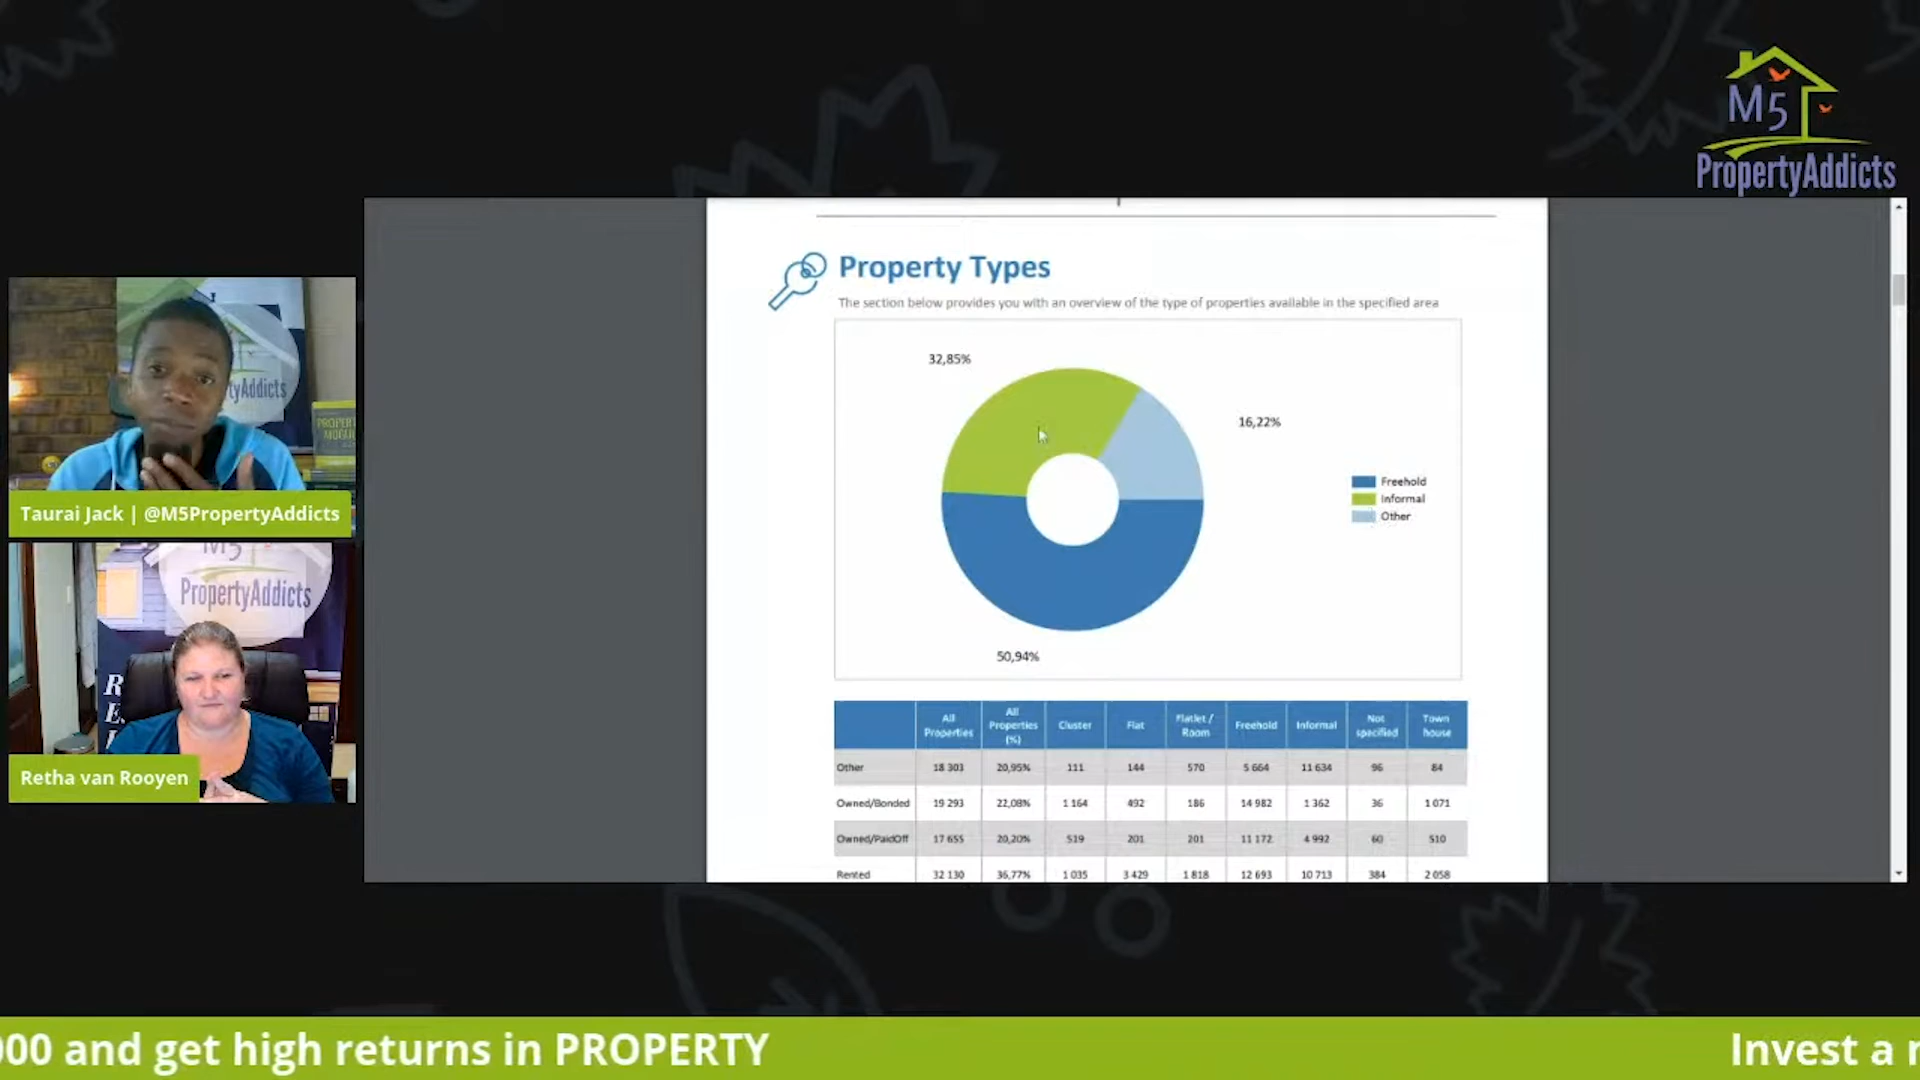 M5
PropertyAddicts
Property Types
The section below provides you with an overview of the type of properties available in the specified area
32,85%
16,22%
50,94%
Freehold
Informal
Other
All Properties | All Properties (%) | Cluster | Flat | Flatlet / Room | Freehold | Informal | Not specified | Town house
Other 18 303 20,95% 111 144 570 5 664 11 634 96 84
Owned/Bonded 19 293 22,08% 1 164 492 186 14 982 1 362 36 1 071
Owned/PaidOff 17 655 20,20% 519 201 201 11 172 4 992 60 510
Rented 32 130 36,77% 1 035 3 429 1 818 12 693 10 713 384 2 058
tyAddicts
Taurai Jack | @M5PropertyAddicts
M5
PropertyAddicts
R
Retha van Rooyen
000 and get high returns in PROPERTY
Invest a